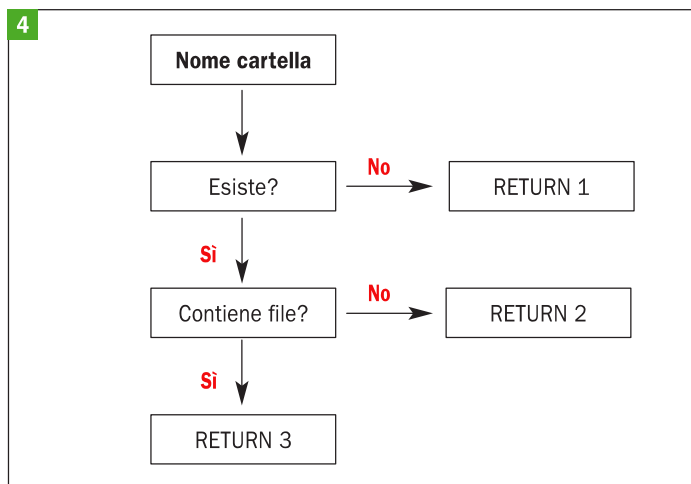 4
Nome cartella
Esiste?
No
RETURN 1
Sì
Contiene file?
No
RETURN 2
Sì
RETURN 3